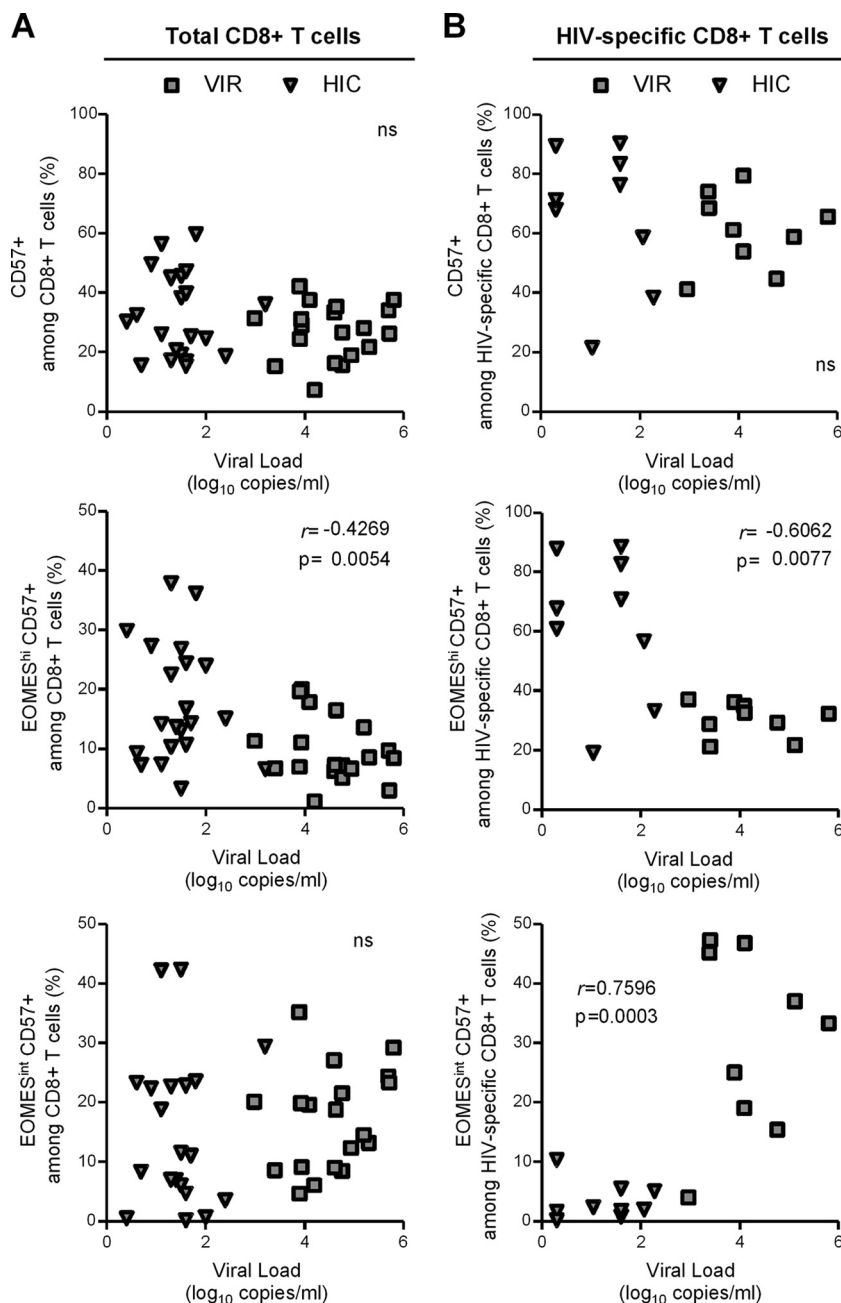 A
Total CD8+ T cells
VIR HIC
100
80
60
40
20
0
0 2 4 6
CD57+
among CD8+ T cells (%)
ns
Viral Load
(log10 copies/ml)
50
40
30
20
10
0
0 2 4 6
EOMEShi CD57+
among CD8+ T cells (%)
r= -0.4269
p= 0.0054
Viral Load
(log10 copies/ml)
50
40
30
20
10
0
0 2 4 6
EOMESint CD57+
among CD8+ T cells (%)
ns
Viral Load
(log10 copies/ml)
B
HIV-specific CD8+ T cells
VIR HIC
100
80
60
40
20
0
0 2 4 6
CD57+
among HIV-specific CD8+ T cells (%)
ns
Viral Load
(log10 copies/ml)
100
80
60
40
20
0
0 2 4 6
EOMEShi CD57+
among HIV-specific CD8+ T cells (%)
r= -0.6062
p= 0.0077
Viral Load
(log10 copies/ml)
50
40
30
20
10
0
0 2 4 6
EOMESint CD57+
among HIV-specific CD8+ T cells (%)
r=0.7596
p=0.0003
Viral Load
(log10 copies/ml)